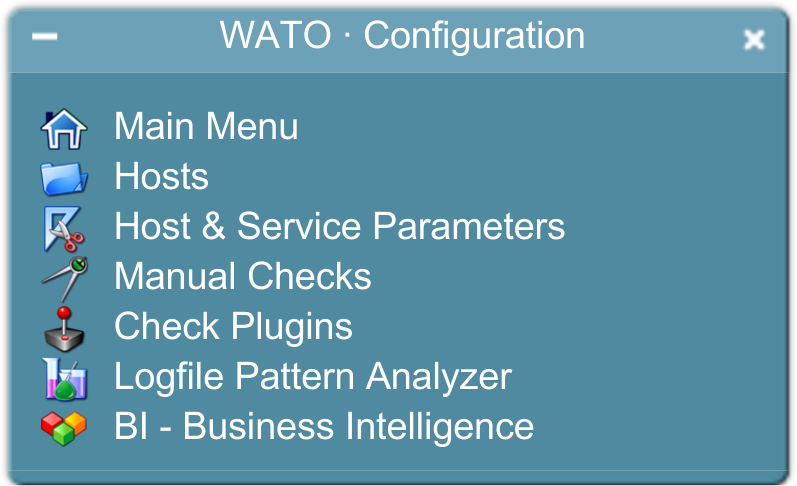 WATO · Configuration
Main Menu
Hosts
Host & Service Parameters
Manual Checks
Check Plugins
Logfile Pattern Analyzer
BI - Business Intelligence